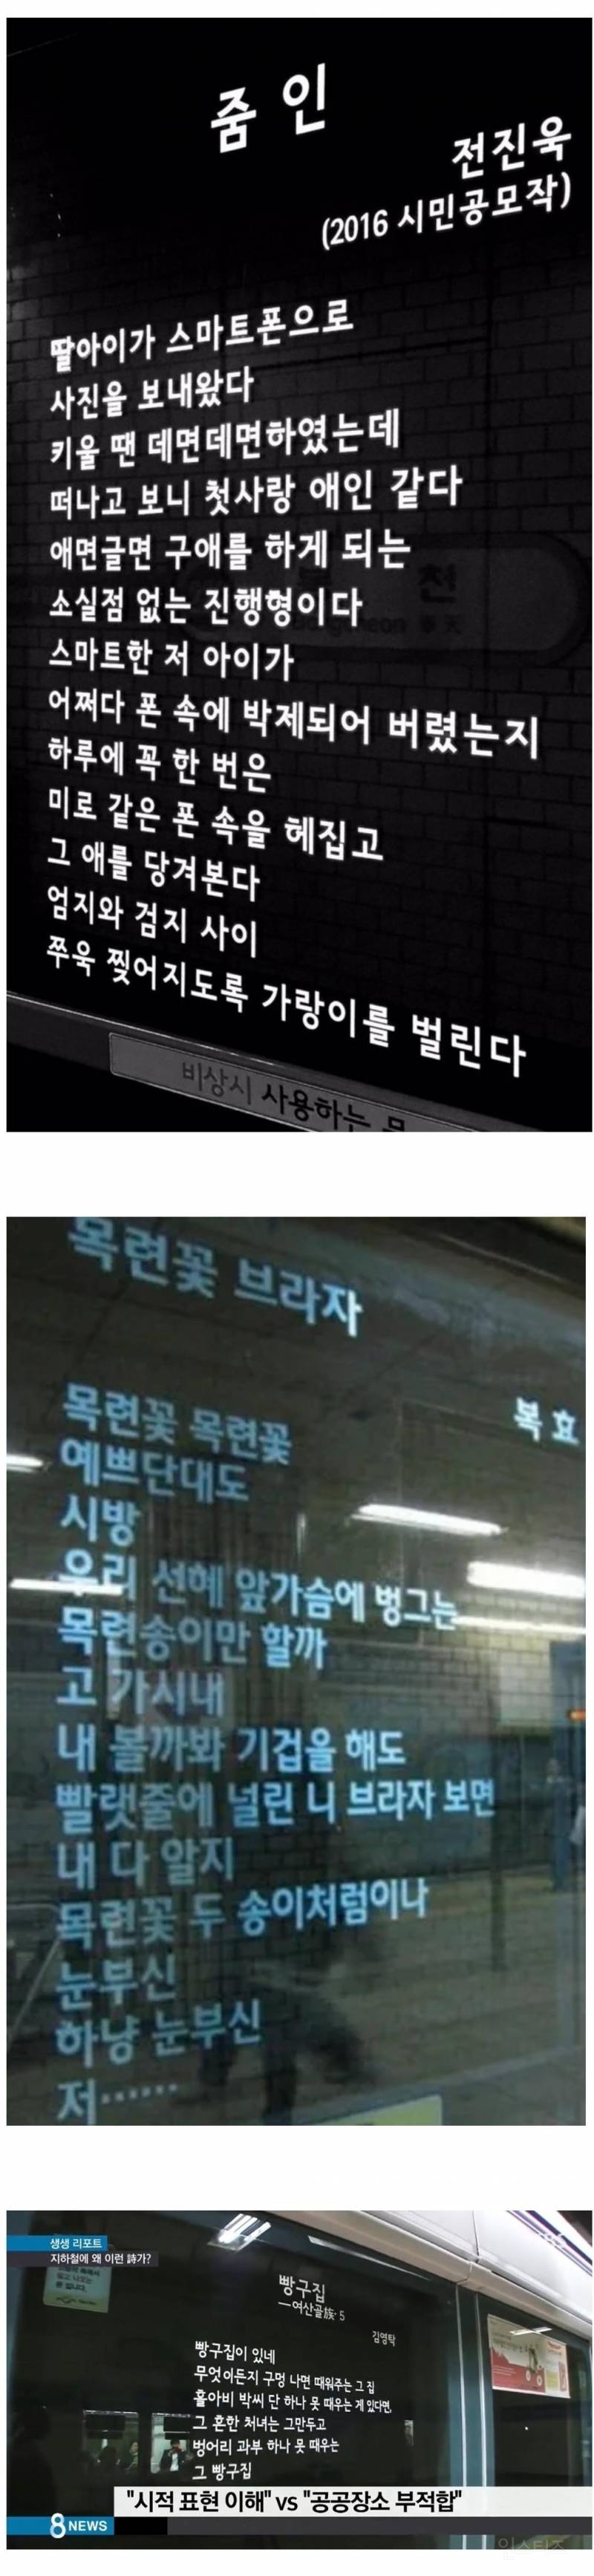 줌 인
전진욱
(2016 시민공모작)
딸아이가 스마트폰으로
사진을 보내왔다
키울 땐 데면데면하였는데
떠나고 보니 첫사랑 애인 같다
애면글면 구애를 하게 되는
소실점 없는 진행형이다
스마트한 저 아이가
어쩌다 폰 속에 박제되어 버렸는지
하루에 꼭 한 번은
미로 같은 폰 속을 헤집고
그 애를 당겨본다
엄지와 검지 사이
쭈욱 찢어지도록 가랑이를 벌린다
비상시 사용하는 문
목련꽃 브라자
복효
목련꽃 목련꽃
예쁘단대도
시방
우리 선혜 앞가슴에 벙그는
목련송이만 할까
고 가시내
내 볼까봐 기겁을 해도
빨랫줄에 널린 니 브라자 보면
내 다 알지
목련꽃 두 송이처럼이나
눈부신
하냥 눈부신
저······
생생 리포트
지하철에 왜 이런 詩가?
빵구집
—여산골族· 5
김영탁
빵구집이 있네
무엇이든지 구멍 나면 때워주는 그 집
홀아비 박씨 단 하나 못 때우는 게 있다면,
그 흔한 처녀는 그만두고
벙어리 과부 하나 못 때우는
그 빵구집
"시적 표현 이해" vs "공공장소 부적합"
8 NEWS
인스티즈